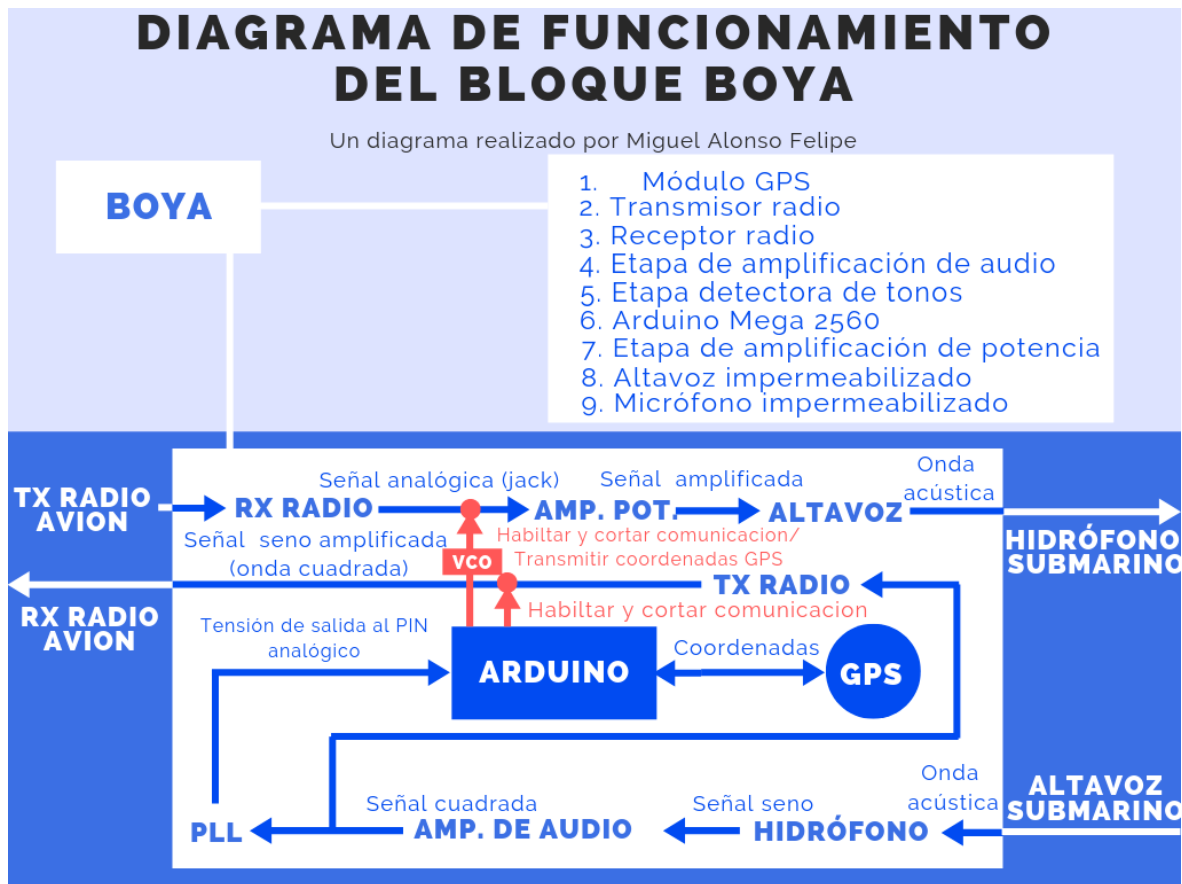 DIAGRAMA DE FUNCIONAMIENTO
DEL BLOQUE BOYA
Un diagrama realizado por Miguel Alonso Felipe
BOYA
1. Módulo GPS
2. Transmisor radio
3. Receptor radio
4. Etapa de amplificación de audio
5. Etapa detectora de tonos
6. Arduino Mega 2560
7. Etapa de amplificación de potencia
8. Altavoz impermeabilizado
9. Micrófono impermeabilizado
TX RADIO
AVION
RX RADIO
Señal analógica (jack)
AMP. POT.
Señal amplificada
ALTAVOZ
Onda
acústica
HIDRÓFONO
SUBMARINO
Habiltar y cortar comunicacion/
Transmitir coordenadas GPS
VCO
Señal seno amplificada
(onda cuadrada)
TX RADIO
RX RADIO
AVION
Habiltar y cortar comunicacion
Tensión de salida al PIN
analógico
ARDUINO
Coordenadas
GPS
PLL
Señal cuadrada
AMP. DE AUDIO
Señal seno
HIDRÓFONO
Onda
acústica
ALTAVOZ
SUBMARINO